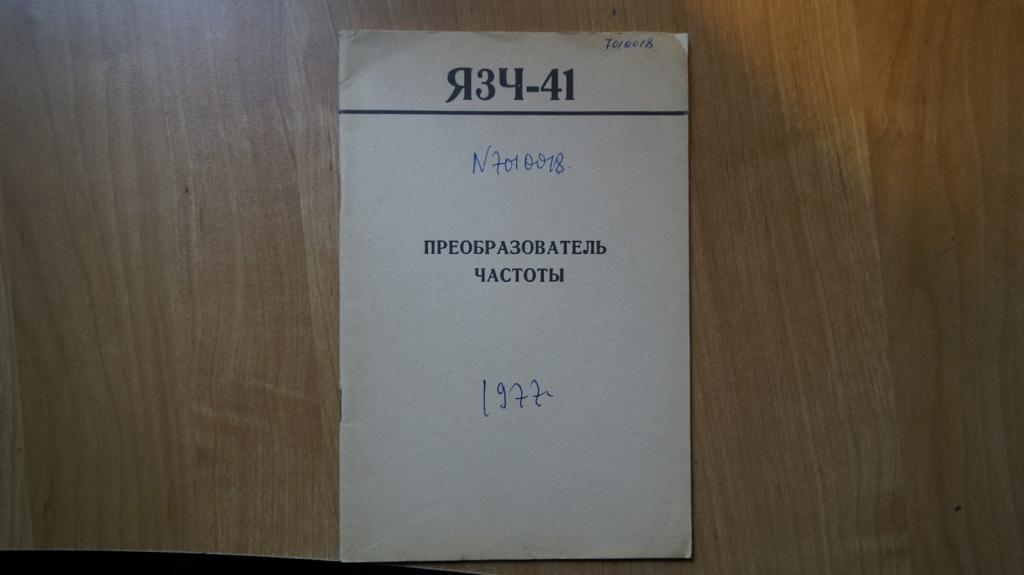 7010018
ЯЗЧ-41
N7010018.
ПРЕОБРАЗОВАТЕЛЬ
ЧАСТОТЫ
1977г